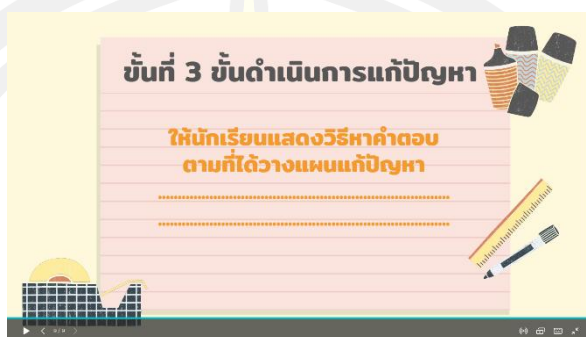 ขั้นที่ 3 ขั้นดำเนินการแก้ปัญหา
ให้นักเรียนแสดงวิธีหาคำตอบ
ตามที่ได้วางแผนแก้ปัญหา